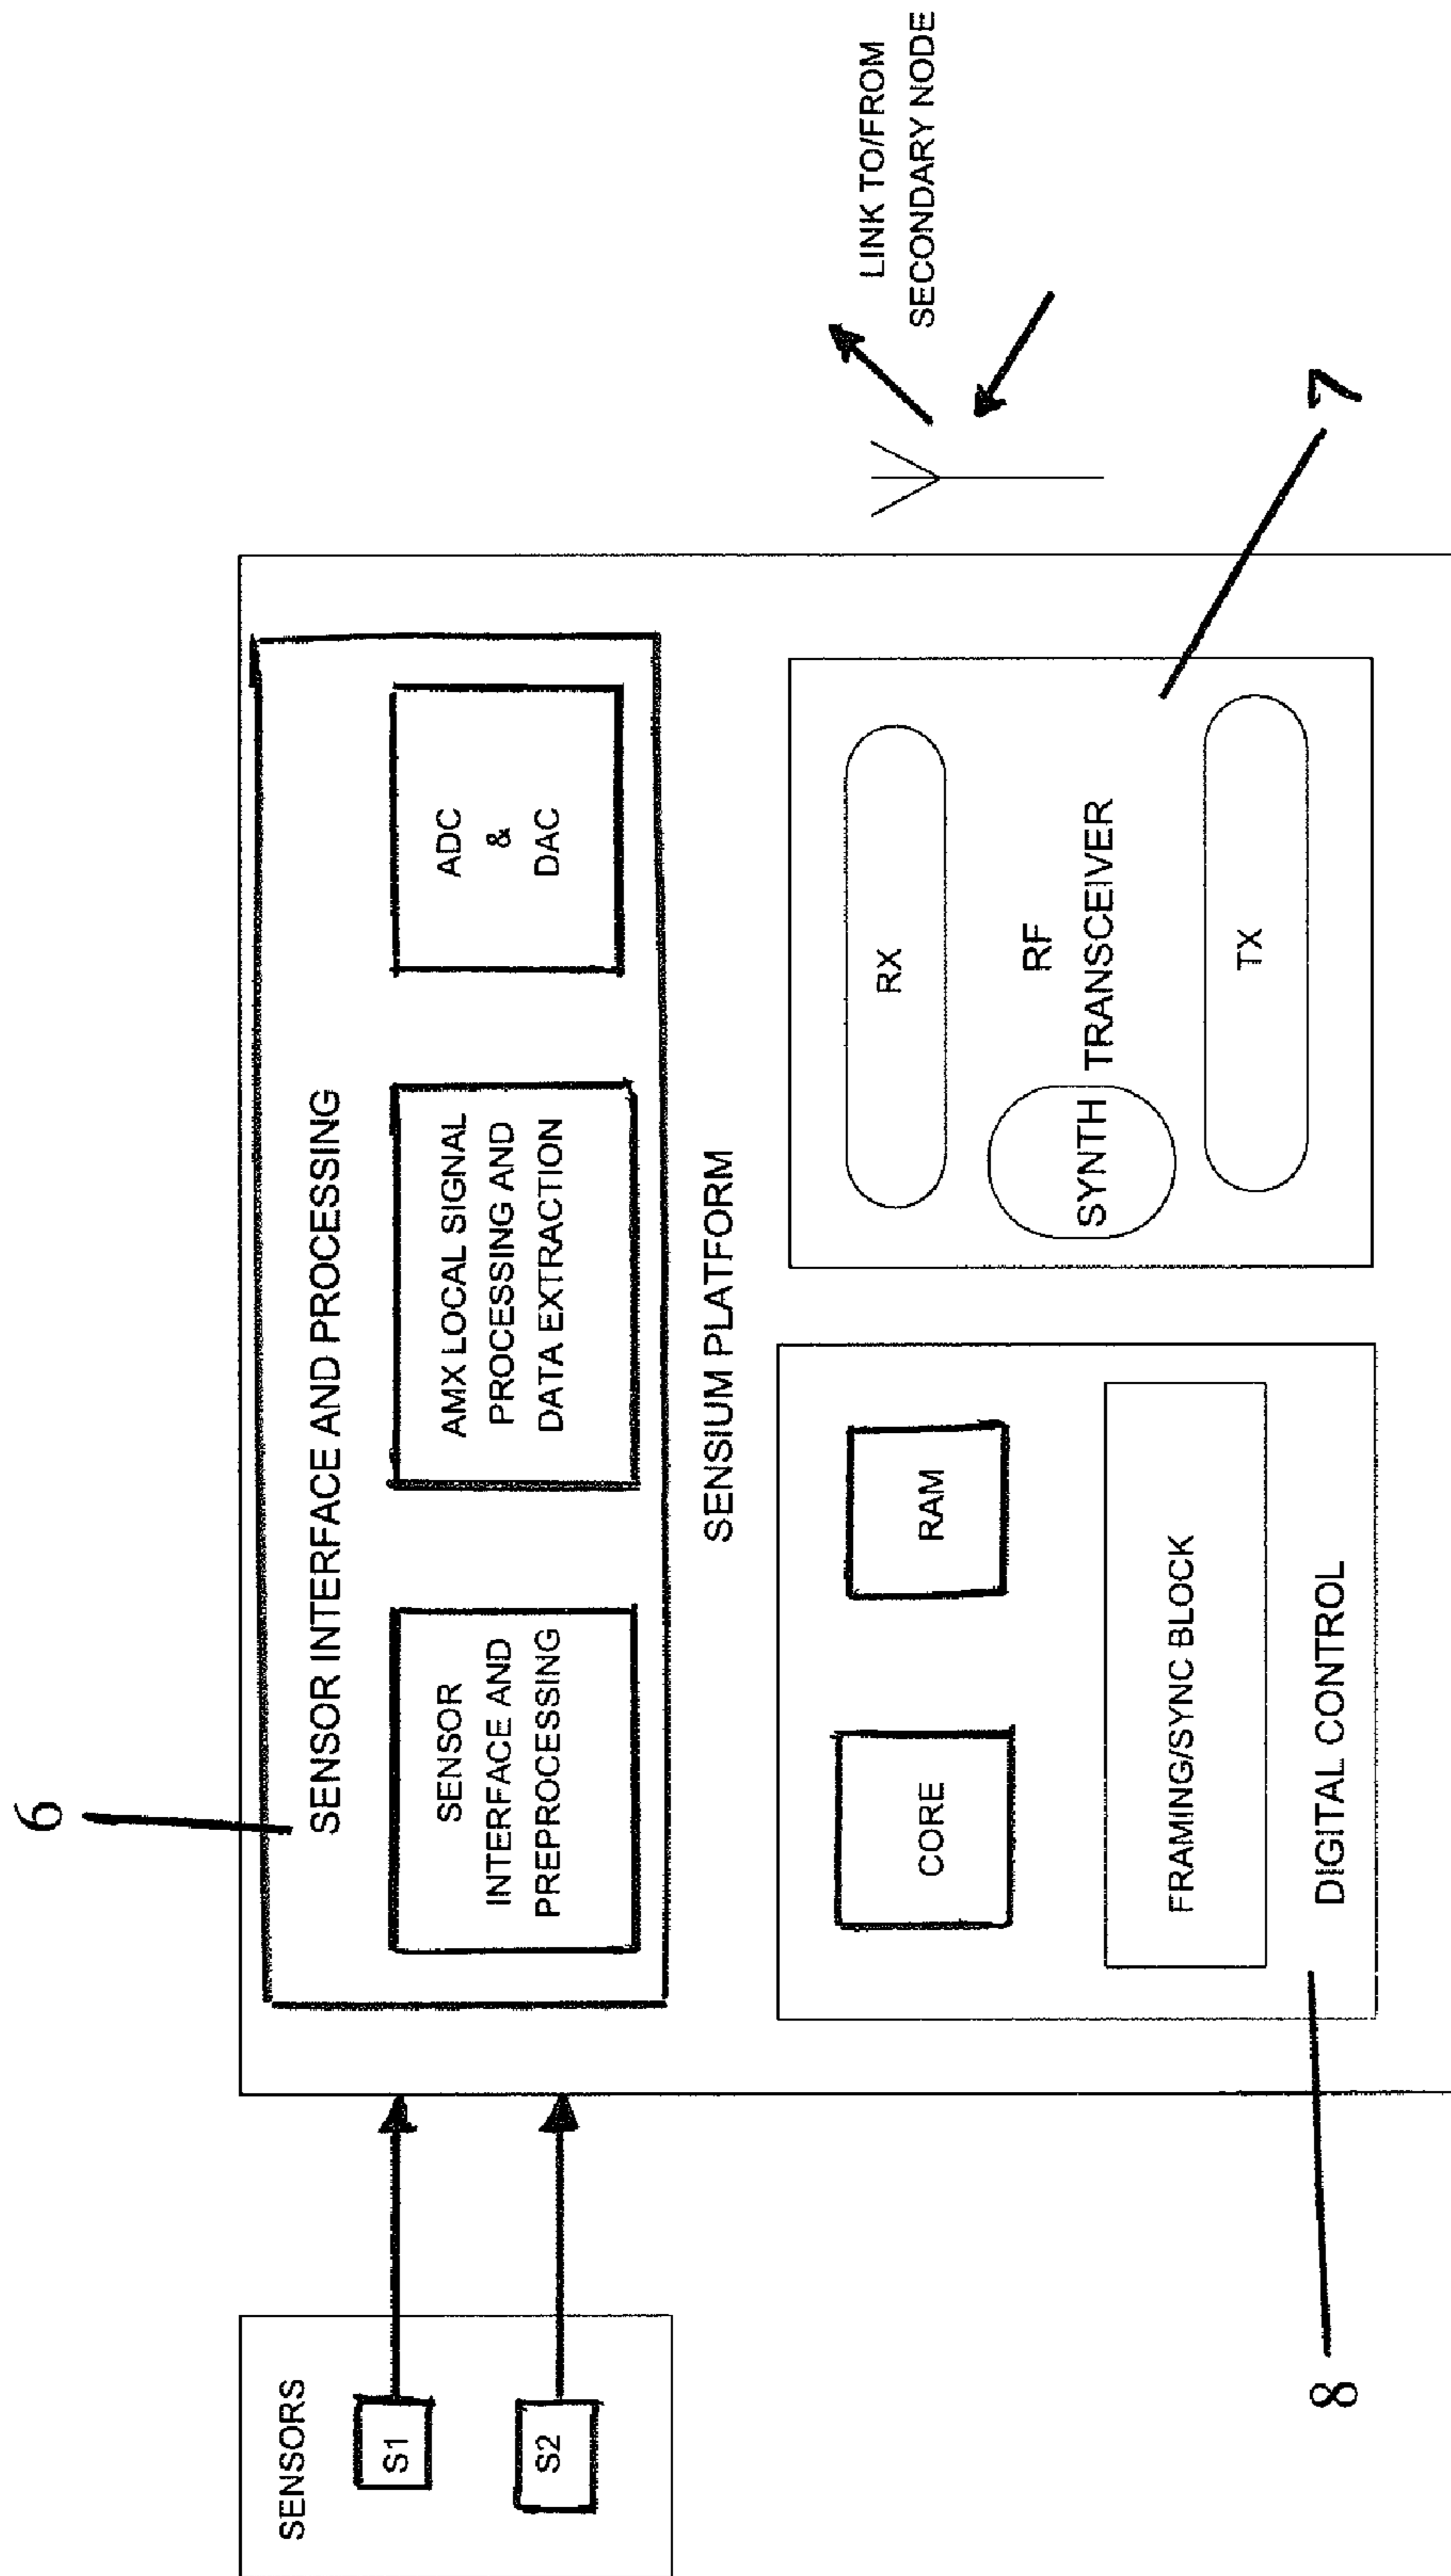 6
SENSORS
S1
S2
SENSOR INTERFACE AND PROCESSING
SENSOR
INTERFACE AND
PREPROCESSING
AMX LOCAL SIGNAL
PROCESSING AND
DATA EXTRACTION
ADC
&
DAC
SENSIUM PLATFORM
CORE
RAM
FRAMING/SYNC BLOCK
DIGITAL CONTROL
8
RX
RF
SYNTH TRANSCEIVER
TX
7
LINK TO/FROM
SECONDARY NODE